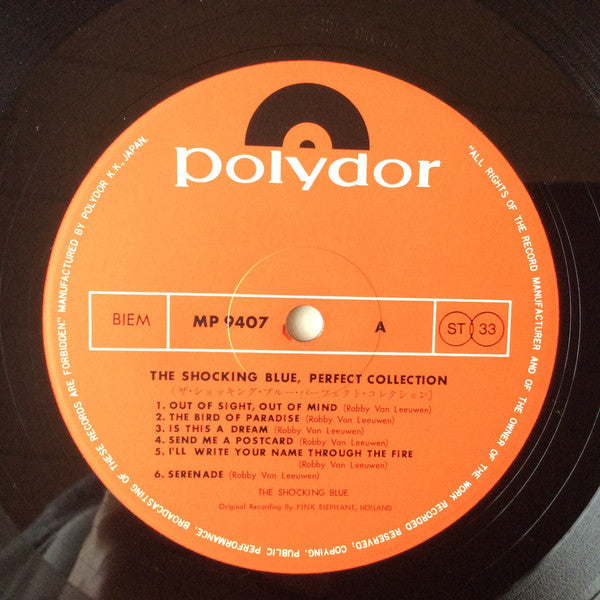 polydor
"ALL RIGHTS OF THE RECORD MANUFACTURER AND OF THE OWNER OF THE WORK RECORDED RESERVED, COPYING, PUBLIC PERFORMANCE, BROADCASTING OF THESE RECORDS ARE FORBIDDEN" MANUFACTURED BY POLYDOR K.K., JAPAN.
BIEM MP 9407 A ST 33
THE SHOCKING BLUE, PERFECT COLLECTION
(ザ・ショッキング・ブルー・パーフェクト・コレクション)
1. OUT OF SIGHT, OUT OF MIND (Robby Van Leeuwen)
2. THE BIRD OF PARADISE (Robby Van Leeuwen)
3. IS THIS A DREAM (Robby Van Leeuwen)
4. SEND ME A POSTCARD (Robby Van Leeuwen)
5. I'LL WRITE YOUR NAME THROUGH THE FIRE
(Robby Van Leeuwen)
6. SERENADE (Robby Van Leeuwen)
THE SHOCKING BLUE
Original Recording By PINK ELEPHANT, HOLLAND